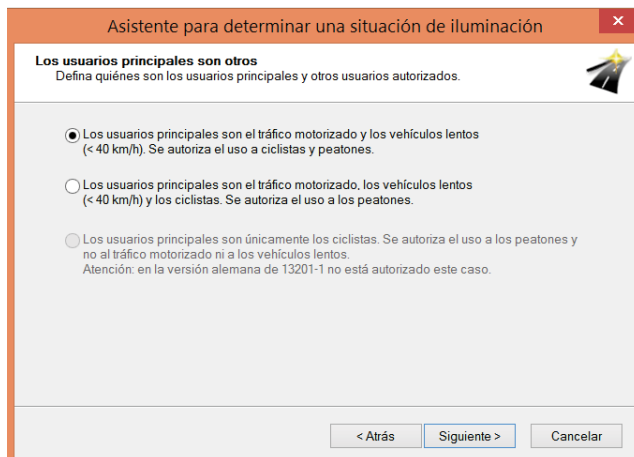 Asistente para determinar una situación de iluminación
Los usuarios principales son otros
Defina quiénes son los usuarios principales y otros usuarios autorizados.
Los usuarios principales son el tráfico motorizado y los vehículos lentos
(< 40 km/h). Se autoriza el uso a ciclistas y peatones.
Los usuarios principales son el tráfico motorizado, los vehículos lentos
(< 40 km/h) y los ciclistas. Se autoriza el uso a los peatones.
Los usuarios principales son únicamente los ciclistas. Se autoriza el uso a los peatones y
no al tráfico motorizado ni a los vehículos lentos.
Atención: en la versión alemana de 13201-1 no está autorizado este caso.
< Atrás
Siguiente >
Cancelar